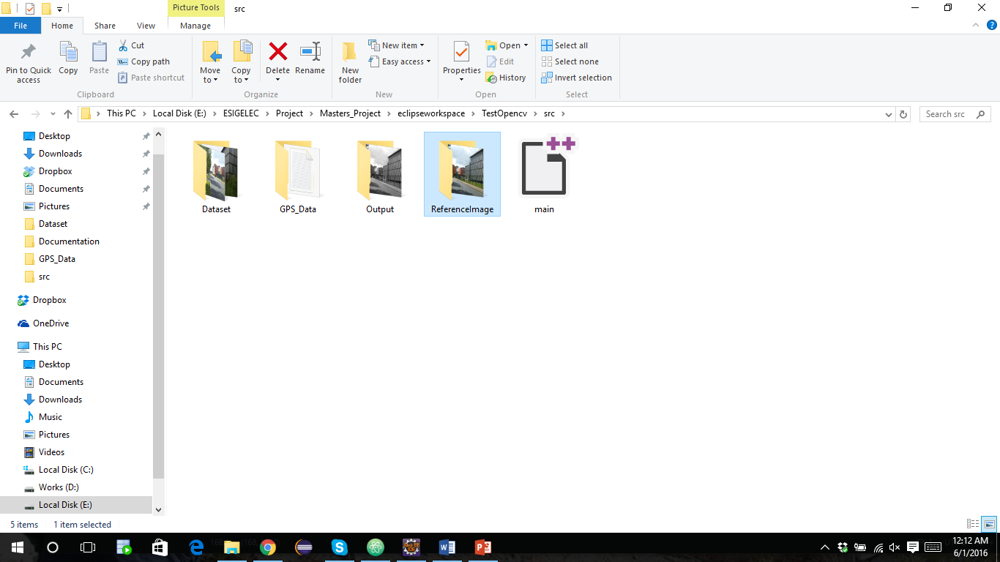 Picture Tools src
File Home Share View Manage
Pin to Quick access
Copy
Paste
Cut
Copy path
Paste shortcut
Clipboard
Move to
Copy to
Delete
Rename
Organize
New folder
New item
Easy access
New
Properties
Open
Edit
History
Open
Select all
Select none
Invert selection
Select
This PC Local Disk (E:) ESIGELEC Project Masters_Project eclipseworkspace TestOpencv src
Search src
Desktop
Downloads
Dropbox
Documents
Pictures
Dataset
Documentation
GPS_Data
src
Dropbox
OneDrive
This PC
Desktop
Documents
Downloads
Music
Pictures
Videos
Local Disk (C:)
Works (D:)
Local Disk (E:)
Dataset GPS_Data Output ReferenceImage main
5 items 1 item selected
12:12 AM
6/1/2016